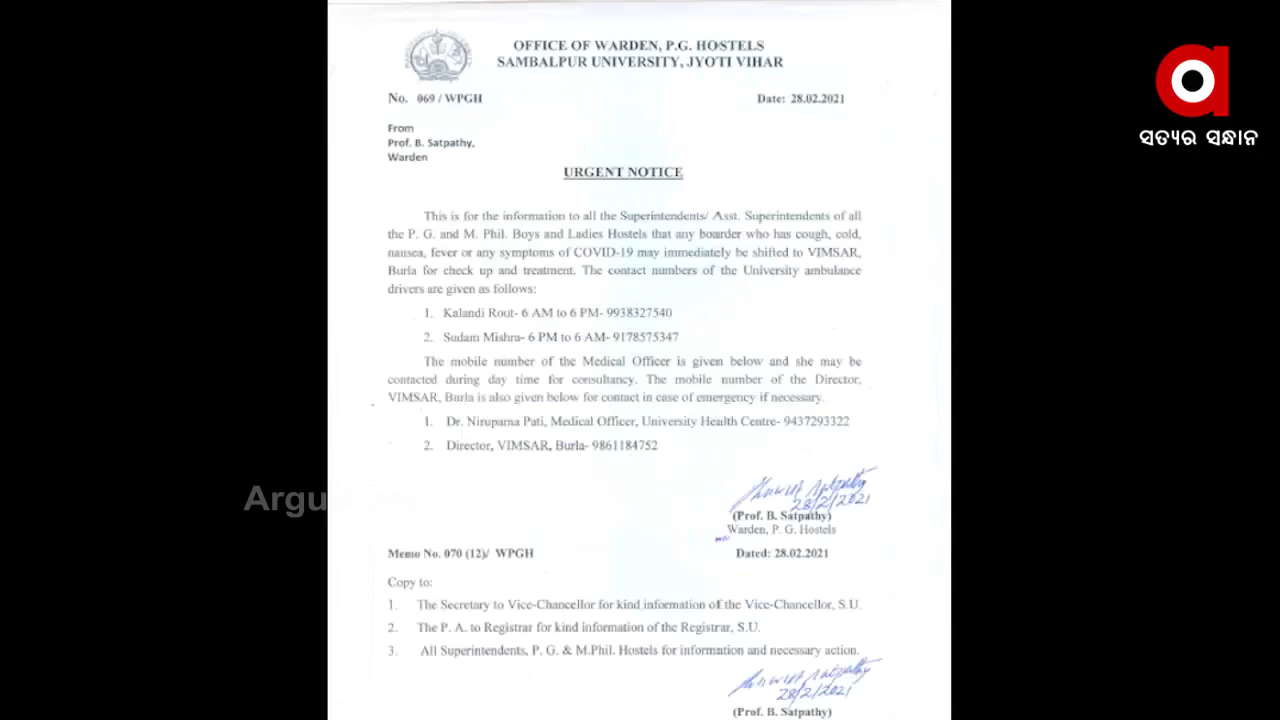 OFFICE OF WARDEN, P.G. HOSTELS
SAMBALPUR UNIVERSITY, JYOTI VIHAR
No. 069 / WPGH Date: 28.02.2021
From
Prof. B. Satpathy,
Warden
URGENT NOTICE
This is for the information to all the Superintendents/ Asst. Superintendents of all
the P. G. and M. Phil. Boys and Ladies Hostels that any boarder who has cough, cold,
nausea, fever or any symptoms of COVID-19 may immediately be shifted to VIMSAR,
Burla for check up and treatment. The contact numbers of the University ambulance
drivers are given as follows:
1. Kalandi Rout- 6 AM to 6 PM- 9938327540
2. Sudam Mishra- 6 PM to 6 AM- 9178575347
The mobile number of the Medical Officer is given below and she may be
contacted during day time for consultancy. The mobile number of the Director,
VIMSAR, Burla is also given below for contact in case of emergency if necessary.
1. Dr. Nirupama Pati, Medical Officer, University Health Centre- 9437293322
2. Director, VIMSAR, Burla- 9861184752
Satpathy
28/2/2021
(Prof. B. Satpathy)
Warden, P. G. Hostels
Memo No. 070 (12)/ WPGH Dated: 28.02.2021
Copy to:
1. The Secretary to Vice-Chancellor for kind information of the Vice-Chancellor, S.U.
2. The P. A. to Registrar for kind information of the Registrar, S.U.
3. All Superintendents, P. G. & M.Phil. Hostels for information and necessary action.
Satpathy
28/2/2021
(Prof. B. Satpathy)
a
ସତ୍ୟର ସନ୍ଧାନ
Argu